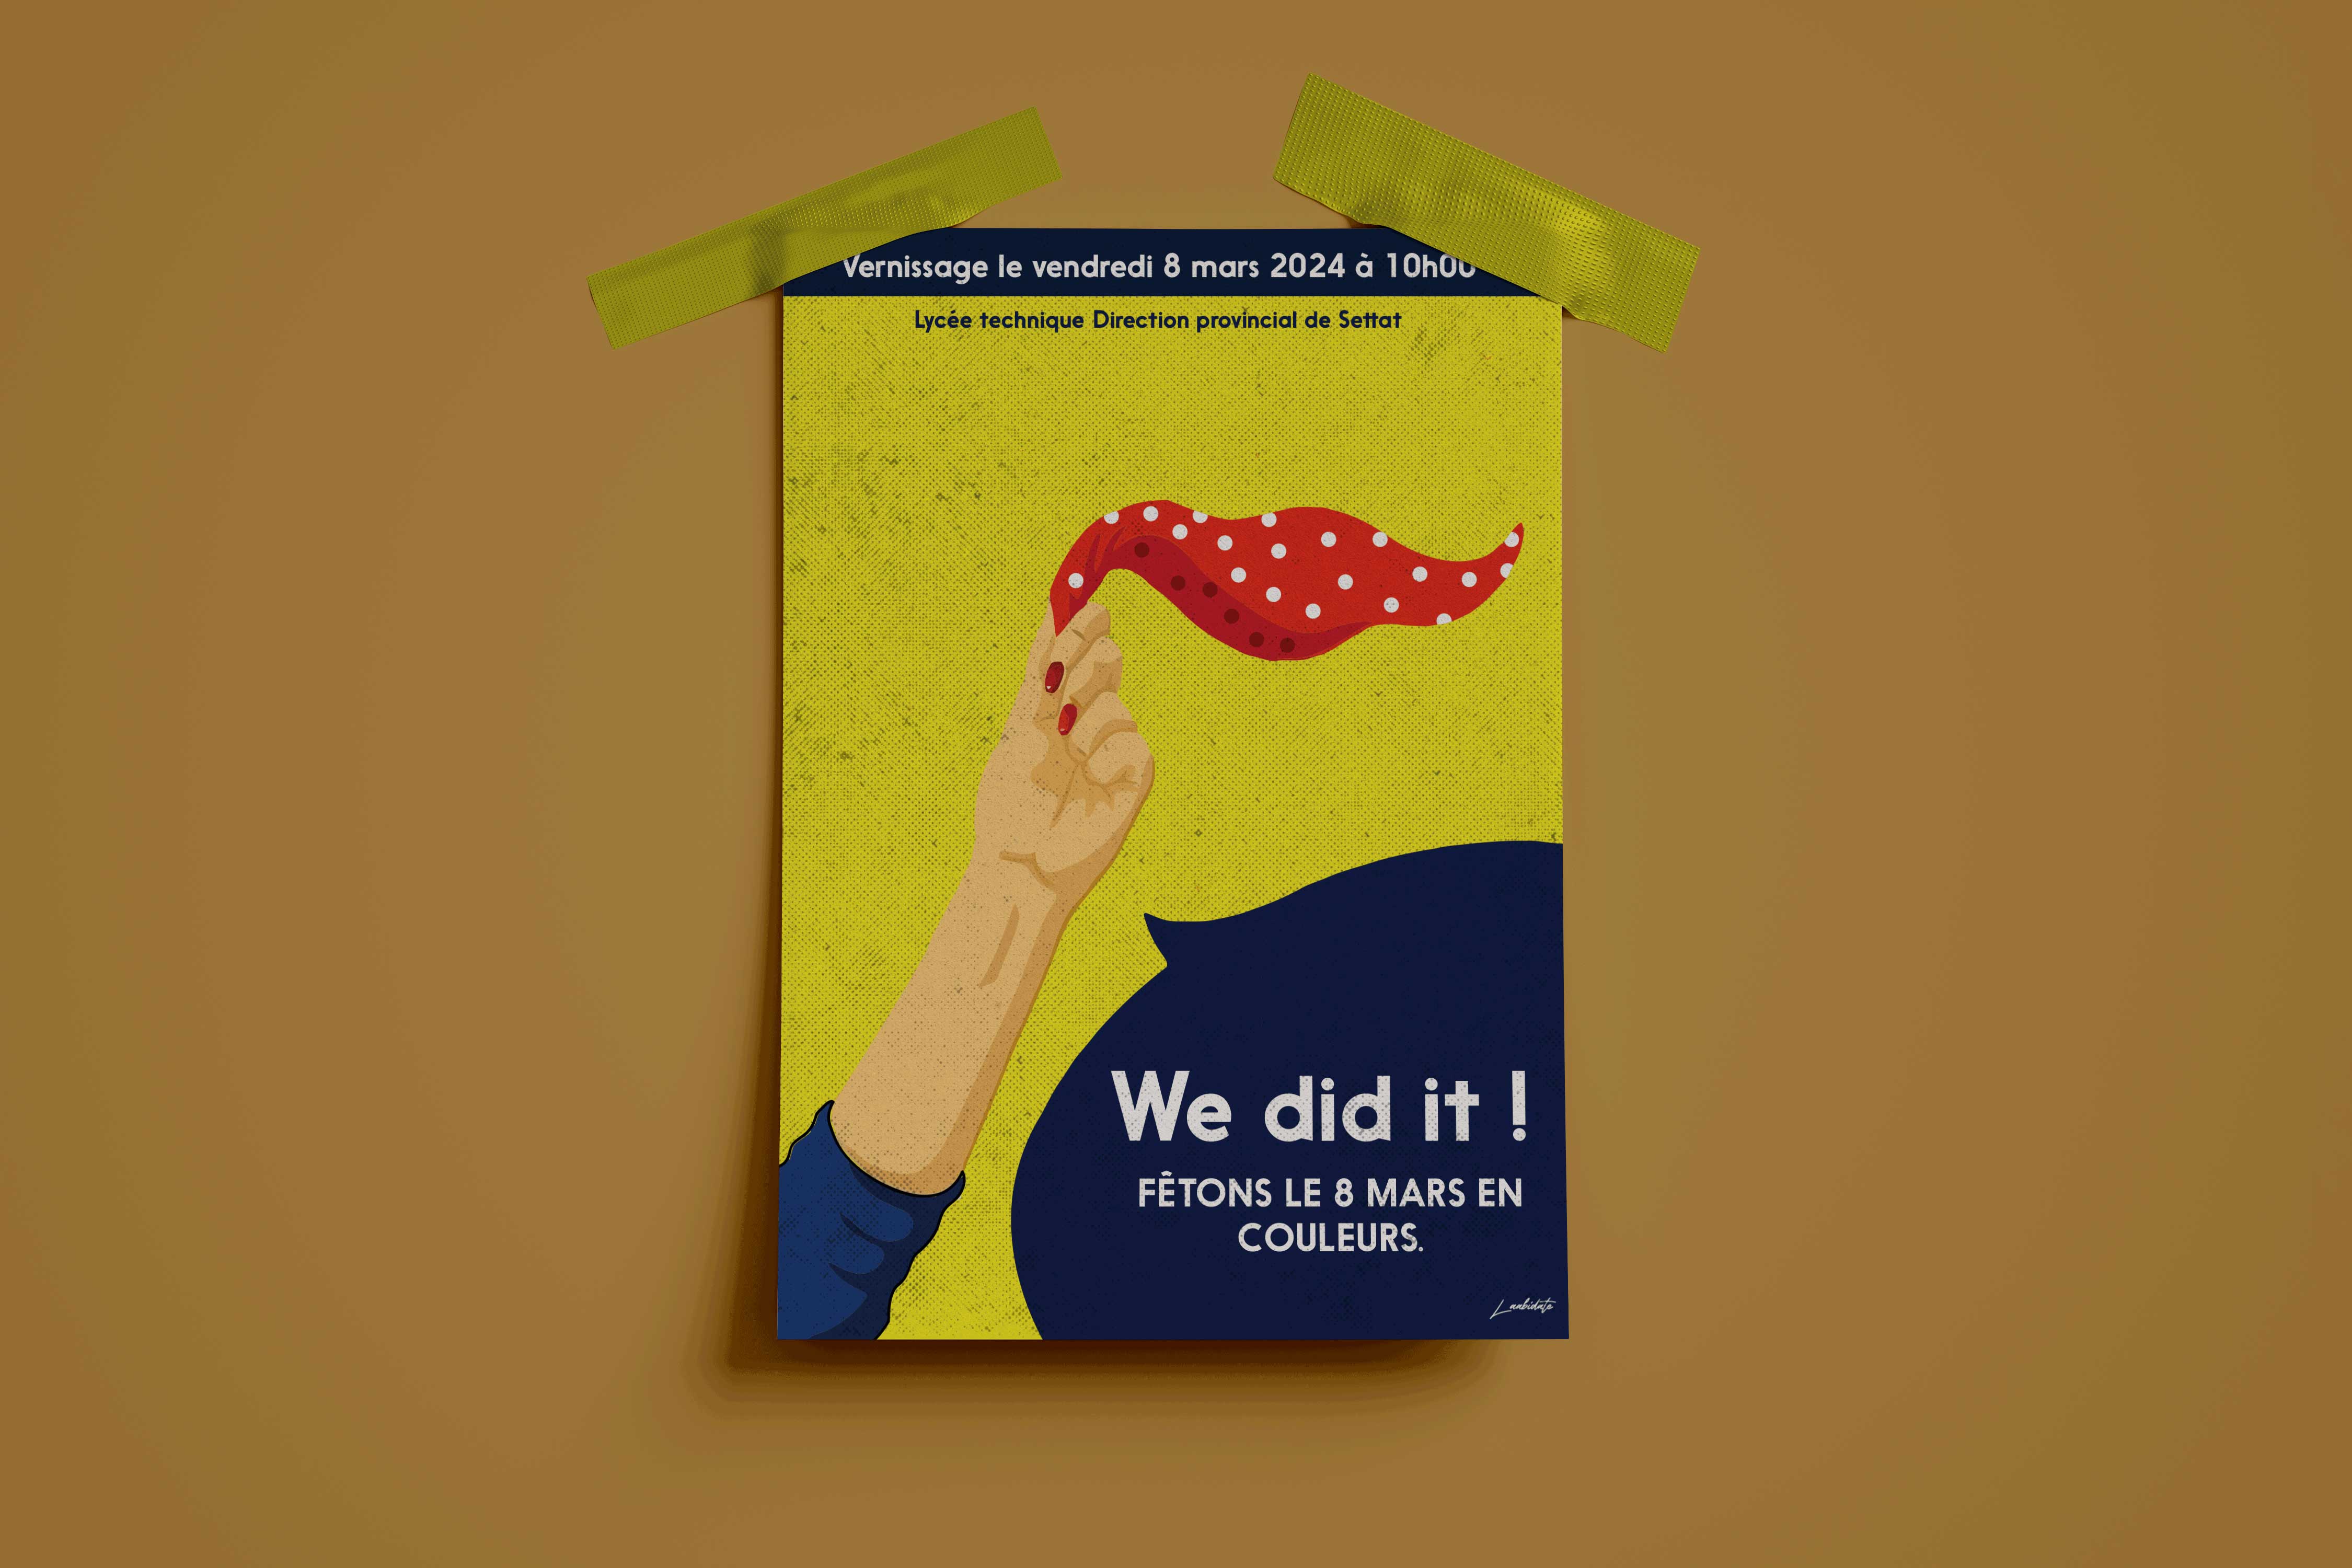 Vernissage le vendredi 8 mars 2024 à 10h00
Lycée technique Direction provincial de Settat
We did it !
FÊTONS LE 8 MARS EN
COULEURS.
Laabidate